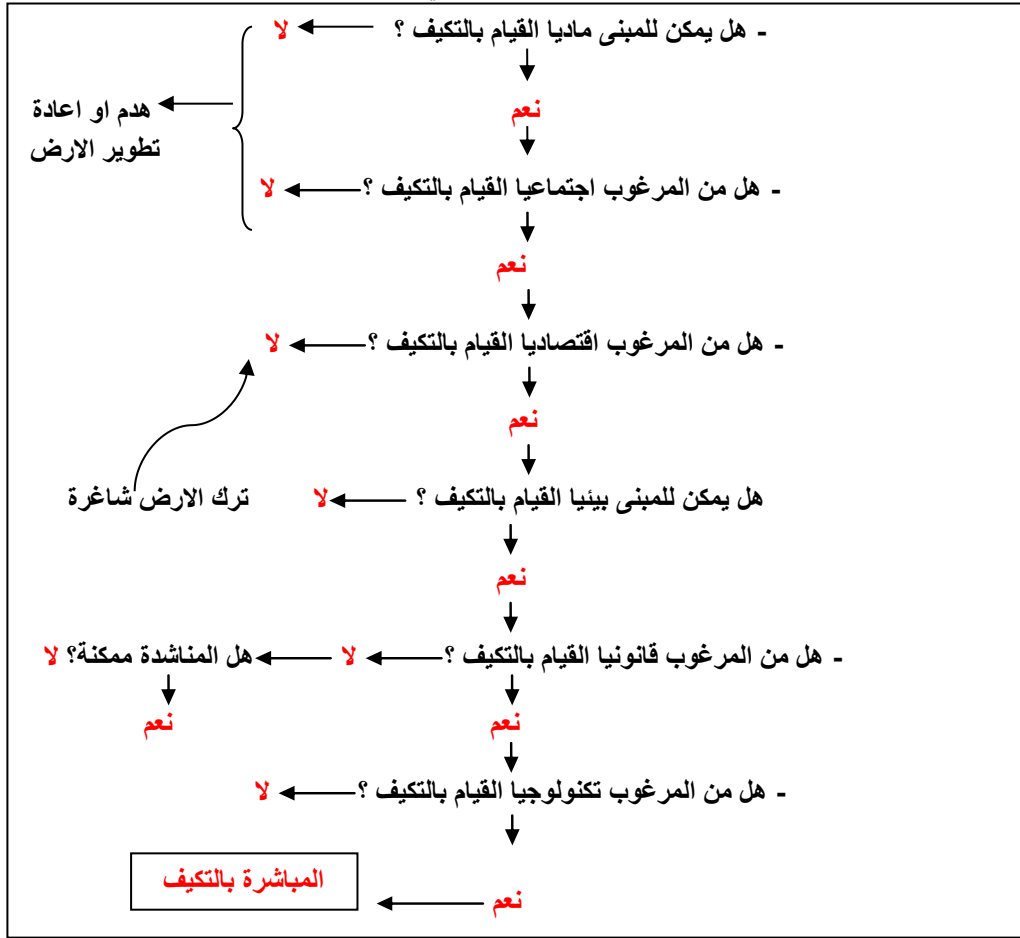 - هل يمكن للمبنى ماديا القيام بالتكيف ؟ لا
نعم
هدم او اعادة
تطوير الارض
- هل من المرغوب اجتماعيا القيام بالتكيف ؟ لا
نعم
- هل من المرغوب اقتصاديا القيام بالتكيف ؟ لا
نعم
هل يمكن للمبنى بيئيا القيام بالتكيف ؟ لا
ترك الارض شاغرة
نعم
- هل من المرغوب قانونيا القيام بالتكيف ؟ لا
هل المناشدة ممكنة؟ لا
نعم
نعم
- هل من المرغوب تكنولوجيا القيام بالتكيف ؟ لا
نعم
المباشرة بالتكيف